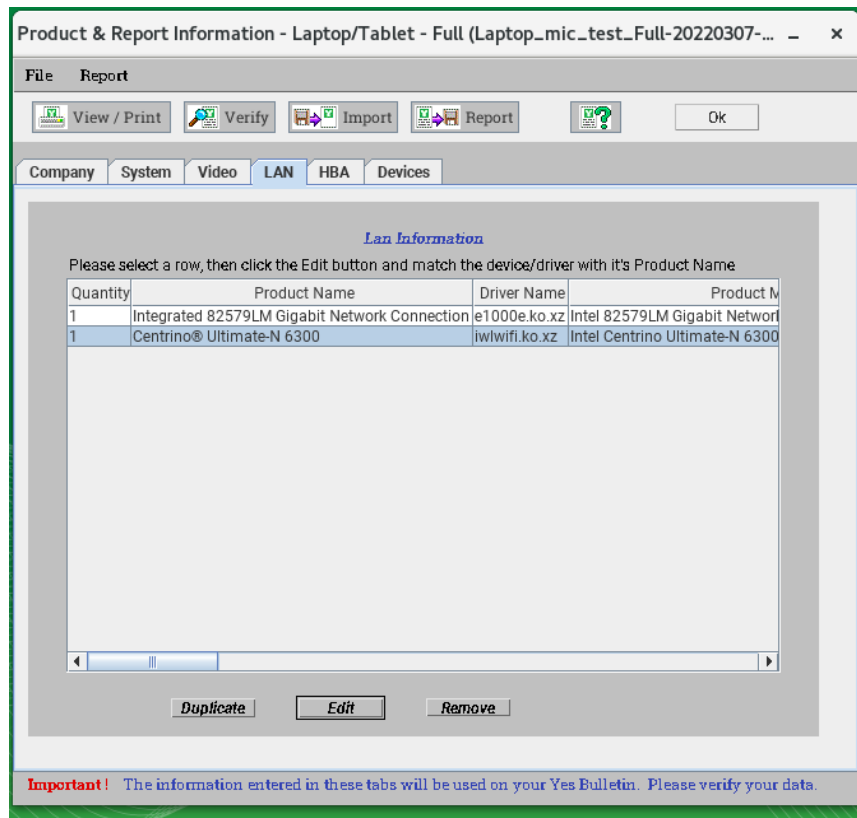 Product & Report Information - Laptop/Tablet - Full (Laptop_mic_test_Full-20220307-...
File Report
View / Print Verify Import Report Ok
Company System Video LAN HBA Devices
Lan Information
Please select a row, then click the Edit button and match the device/driver with it's Product Name
Quantity Product Name Driver Name Product M
1 Integrated 82579LM Gigabit Network Connection e1000e.ko.xz Intel 82579LM Gigabit Networ
1 Centrino® Ultimate-N 6300 iwlwifi.ko.xz Intel Centrino Ultimate-N 6300
Duplicate Edit Remove
Important! The information entered in these tabs will be used on your Yes Bulletin. Please verify your data.